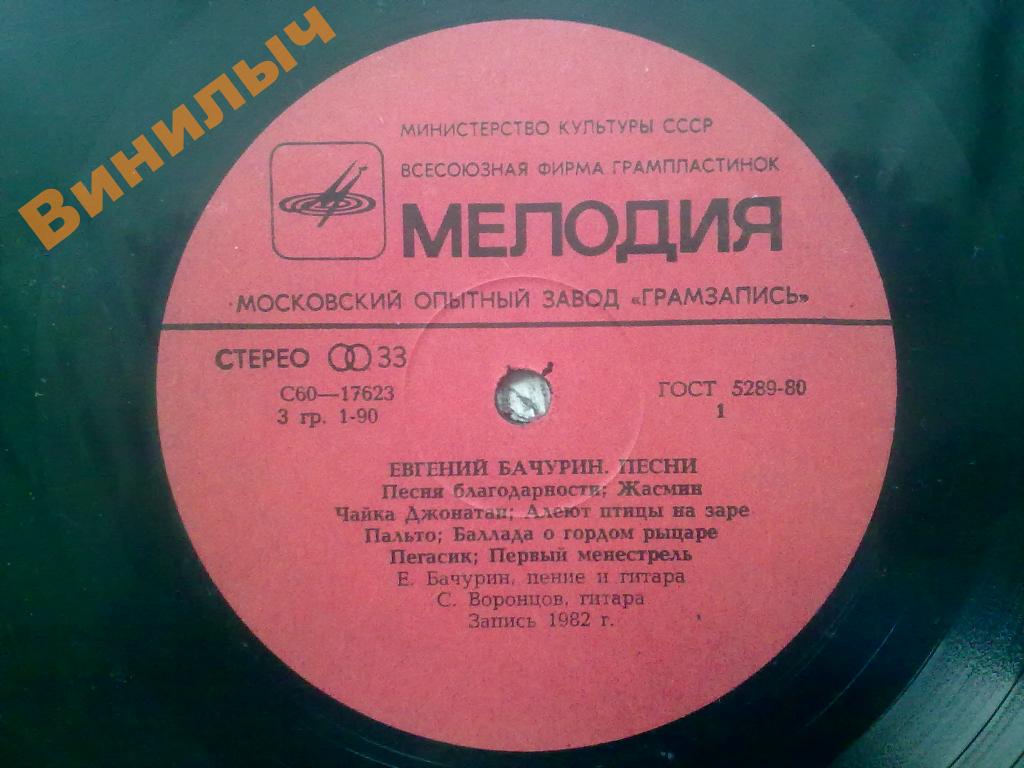 Винилыч
МИНИСТЕРСТВО КУЛЬТУРЫ СССР
ВСЕСОЮЗНАЯ ФИРМА ГРАМПЛАСТИНОК
МЕЛОДИЯ
МОСКОВСКИЙ ОПЫТНЫЙ ЗАВОД «ГРАМЗАПИСЬ»
СТЕРЕО 33
С60—17623 ГОСТ 5289-80
3 гр. 1-90 1
ЕВГЕНИЙ БАЧУРИН. ПЕСНИ
Песня благодарности; Жасмин
Чайка Джонатан; Алеют птицы на заре
Пальто; Баллада о гордом рыцаре
Пегасик; Первый менестрель
Е. Бачурин, пение и гитара
С. Воронцов, гитара
Запись 1982 г.